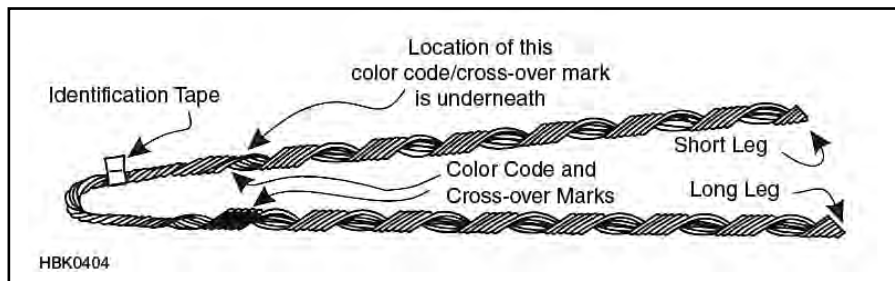 Location of this
color code/cross-over mark
is underneath
Identification Tape
Short Leg
Color Code and
Cross-over Marks
Long Leg
HBK0404